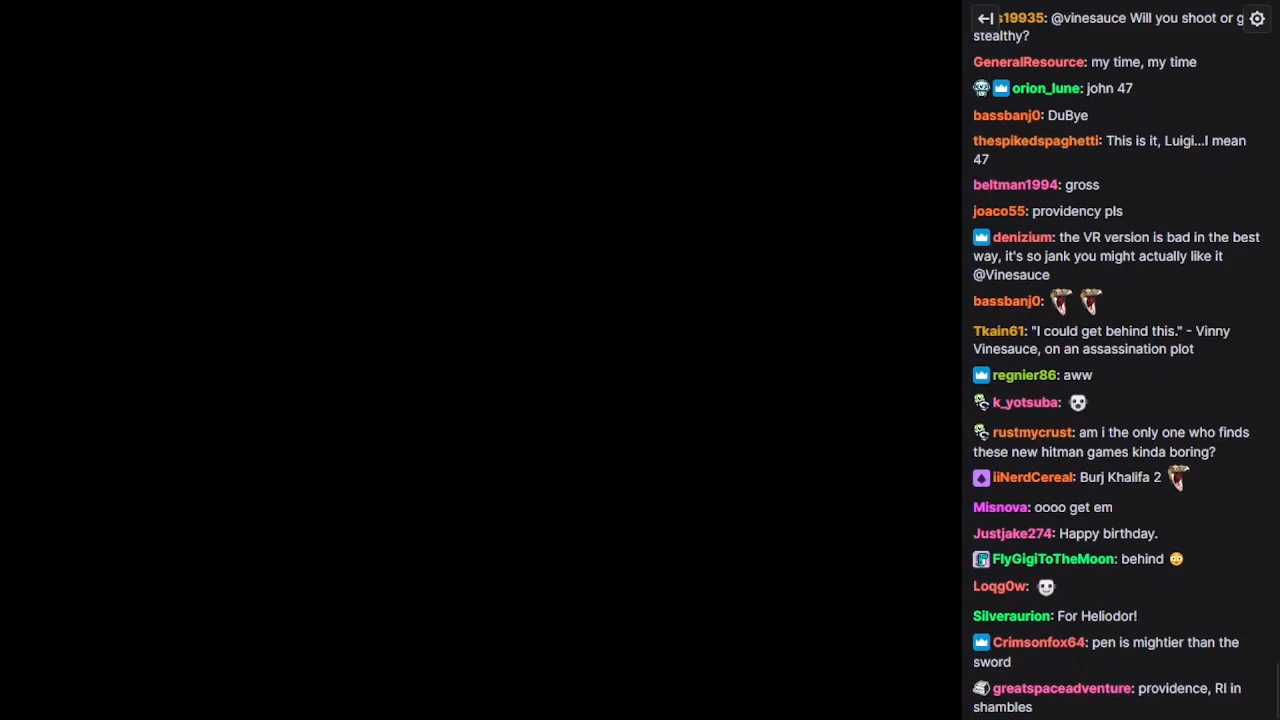 s19935: @vinesauce Will you shoot or g
stealthy?
GeneralResource: my time, my time
orion_lune: john 47
bassbanj0: DuBye
thespikedspaghetti: This is it, Luigi...I mean
47
beltman1994: gross
joaco55: providency pls
denizium: the VR version is bad in the best
way, it's so jank you might actually like it
@Vinesauce
bassbanj0:
Tkain61: "I could get behind this." - Vinny
Vinesauce, on an assassination plot
regnier86: aww
k_yotsuba:
rustmycrust: am i the only one who finds
these new hitman games kinda boring?
iiNerdCereal: Burj Khalifa 2
Misnova: oooo get em
Justjake274: Happy birthday.
FlyGigiToTheMoon: behind 😳
Loqg0w:
Silveraurion: For Heliodor!
Crimsonfox64: pen is mightier than the
sword
greatspaceadventure: providence, RI in
shambles